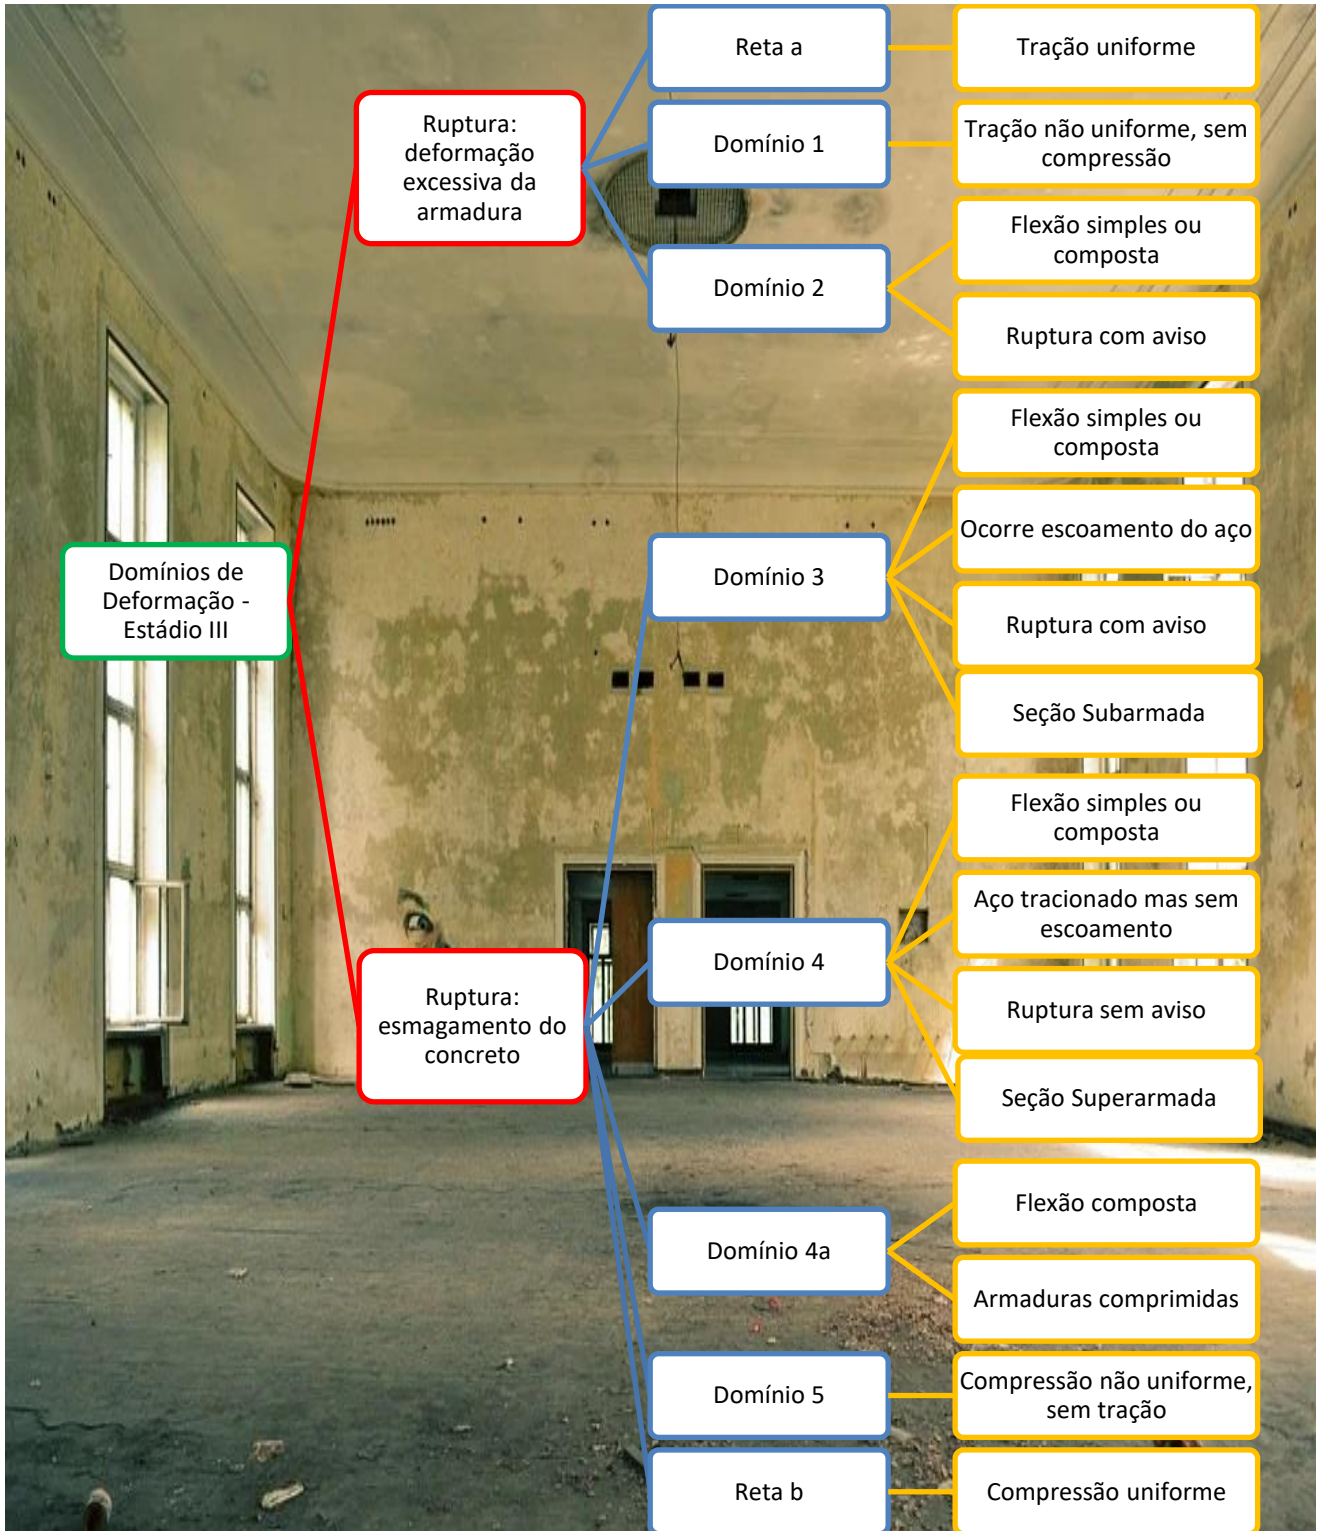 Domínios de
Deformação -
Estádio III
Ruptura:
deformação
excessiva da
armadura
Reta a
Tração uniforme
Domínio 1
Tração não uniforme, sem
compressão
Domínio 2
Flexão simples ou
composta
Ruptura com aviso
Ruptura:
esmagamento do
concreto
Domínio 3
Flexão simples ou
composta
Ocorre escoamento do aço
Ruptura com aviso
Seção Subarmada
Domínio 4
Flexão simples ou
composta
Aço tracionado mas sem
escoamento
Ruptura sem aviso
Seção Superarmada
Domínio 4a
Flexão composta
Armaduras comprimidas
Domínio 5
Compressão não uniforme,
sem tração
Reta b
Compressão uniforme